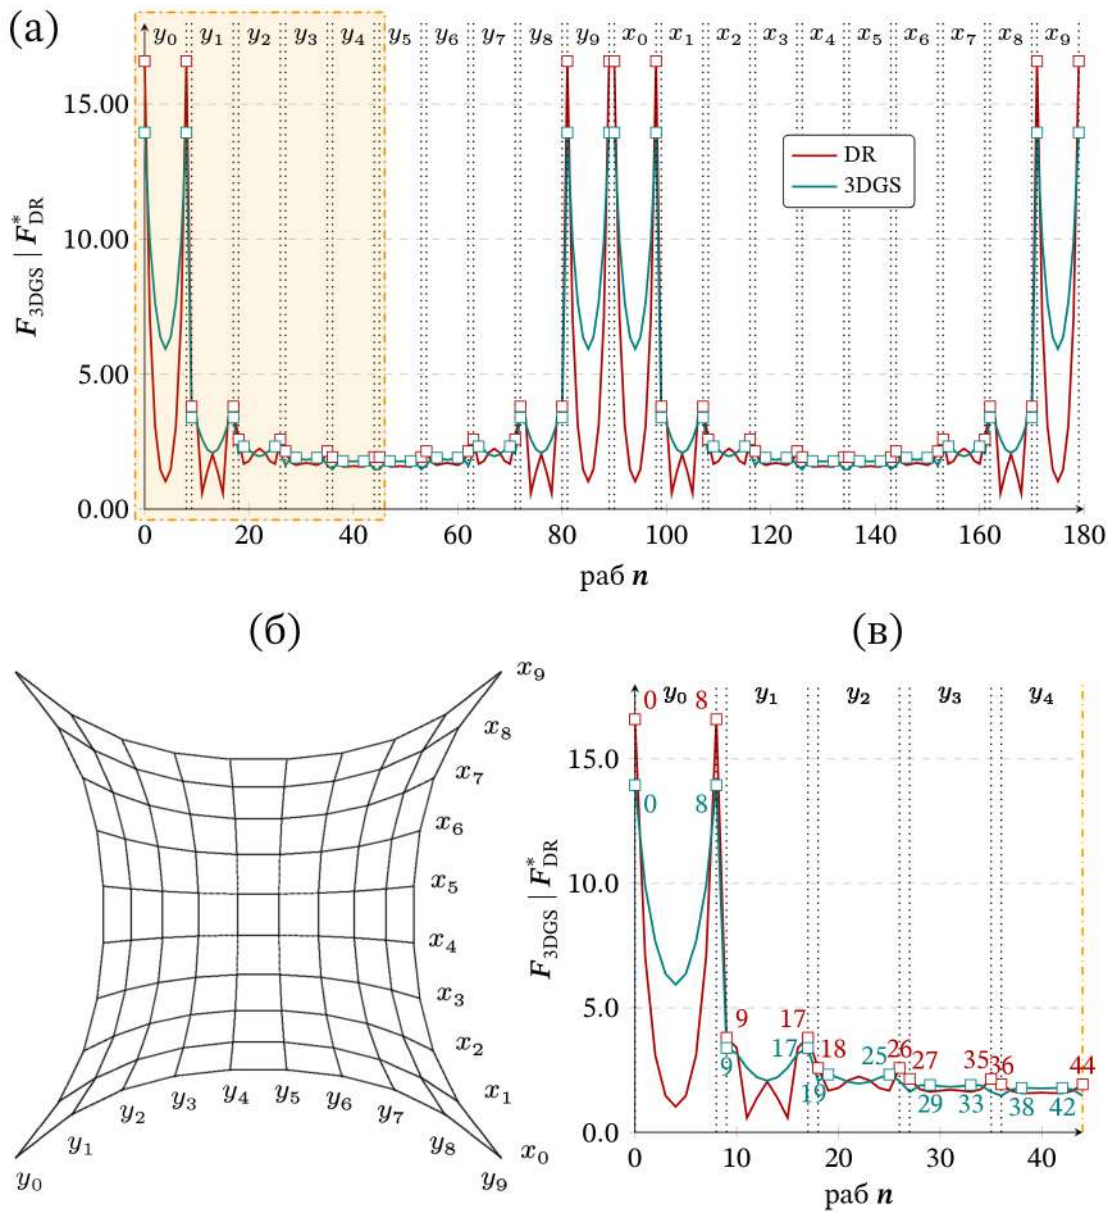 (а)
y₀ y₁ y₂ y₃ y₄ y₅ y₆ y₇ y₈ y₉ x₀ x₁ x₂ x₃ x₄ x₅ x₆ x₇ x₈ x₉
15.00
10.00
5.00
0.00
F₃DGS | F*DR
DR
3DGS
0 20 40 60 80 100 120 140 160 180
раб n
(б)
x₉
x₈
x₇
x₆
x₅
x₄
x₃
x₂
x₁
x₀
y₀ y₁ y₂ y₃ y₄ y₅ y₆ y₇ y₈ y₉
(в)
y₀ y₁ y₂ y₃ y₄
0 8
15.0
0 8
10.0
F₃DGS | F*DR
5.0
9 17 18 26 27 35 36 44
9 17 19 25 29 33 38 42
0.0
0 10 20 30 40
раб n